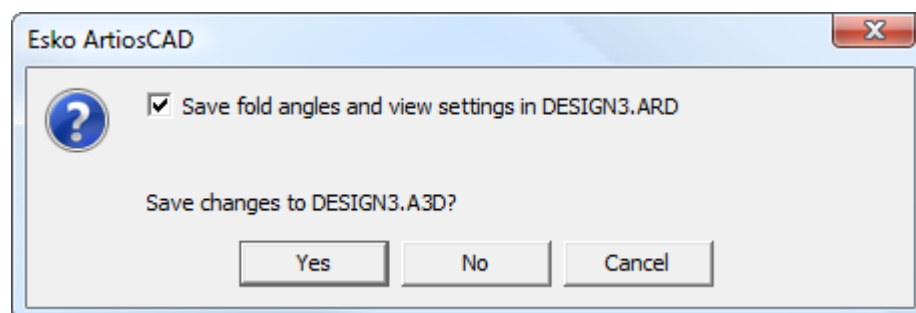 Esko ArtiosCAD
Save fold angles and view settings in DESIGN3.ARD
Save changes to DESIGN3.A3D?
Yes
No
Cancel